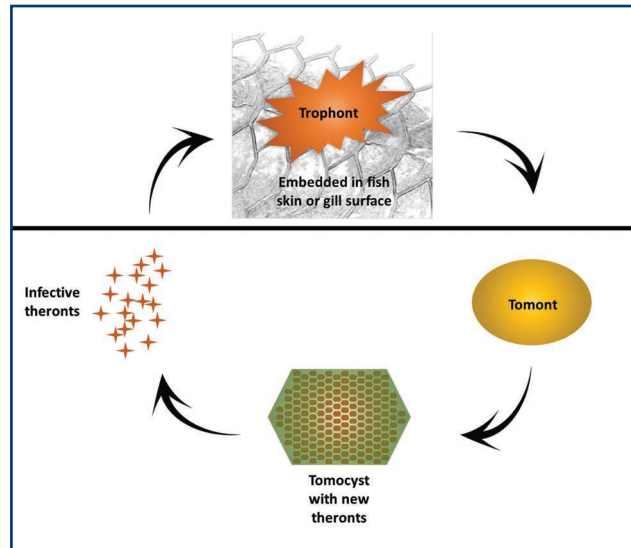 Trophont
Embedded in fish
skin or gill surface
Infective
theronts
Tomont
Tomocyst
with new
theronts